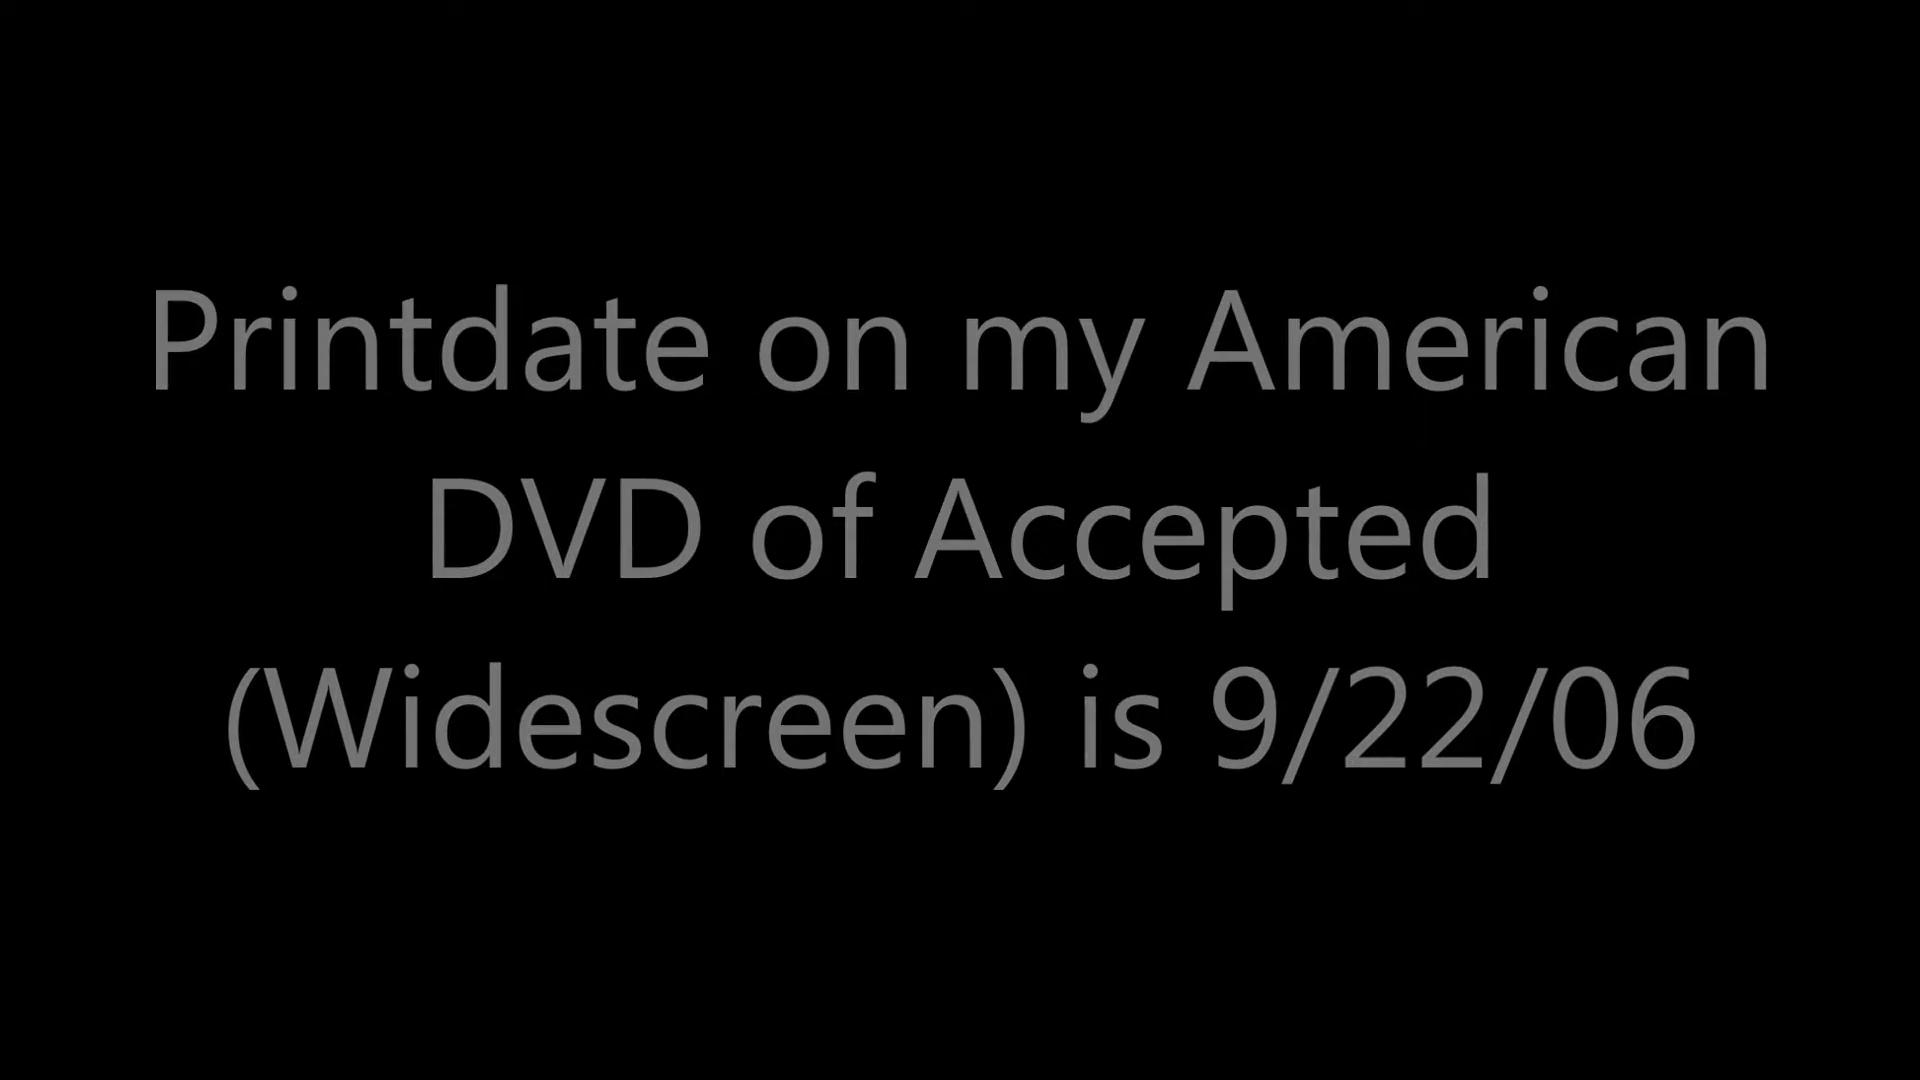 Printdate on my American
DVD of Accepted
(Widescreen) is 9/22/06